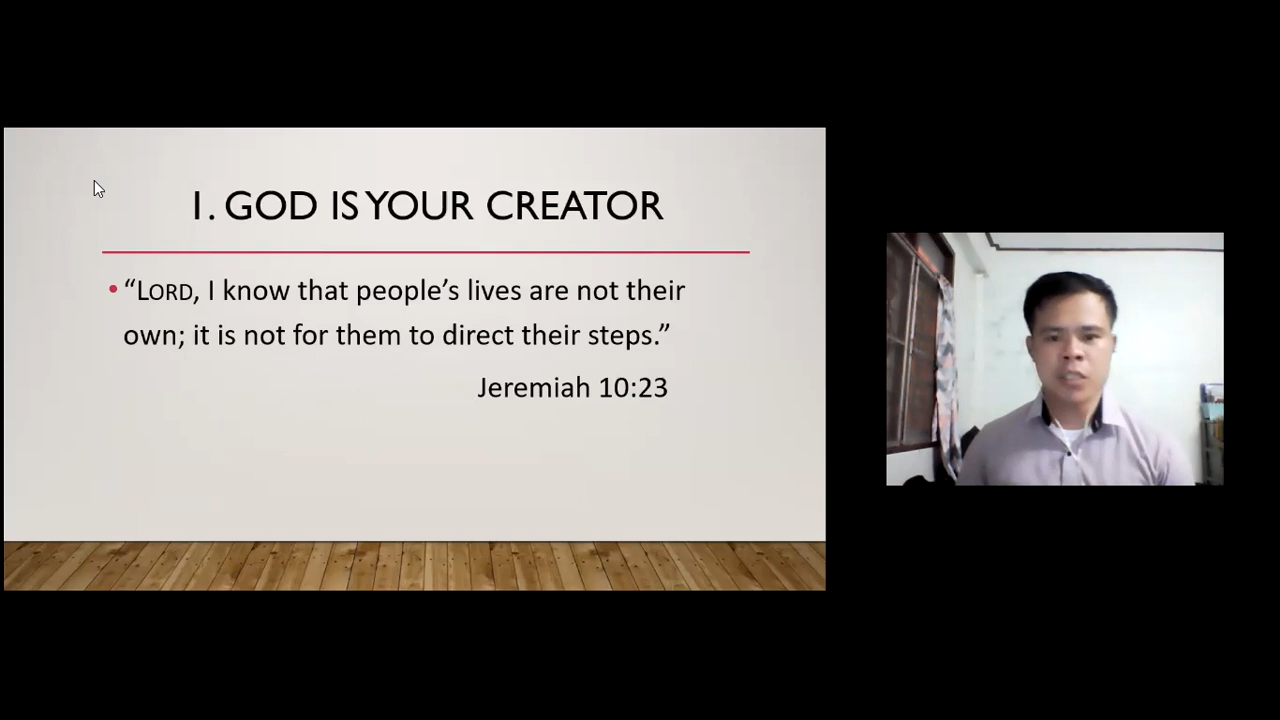 1. GOD IS YOUR CREATOR
• “LORD, I know that people’s lives are not their
own; it is not for them to direct their steps.”
Jeremiah 10:23